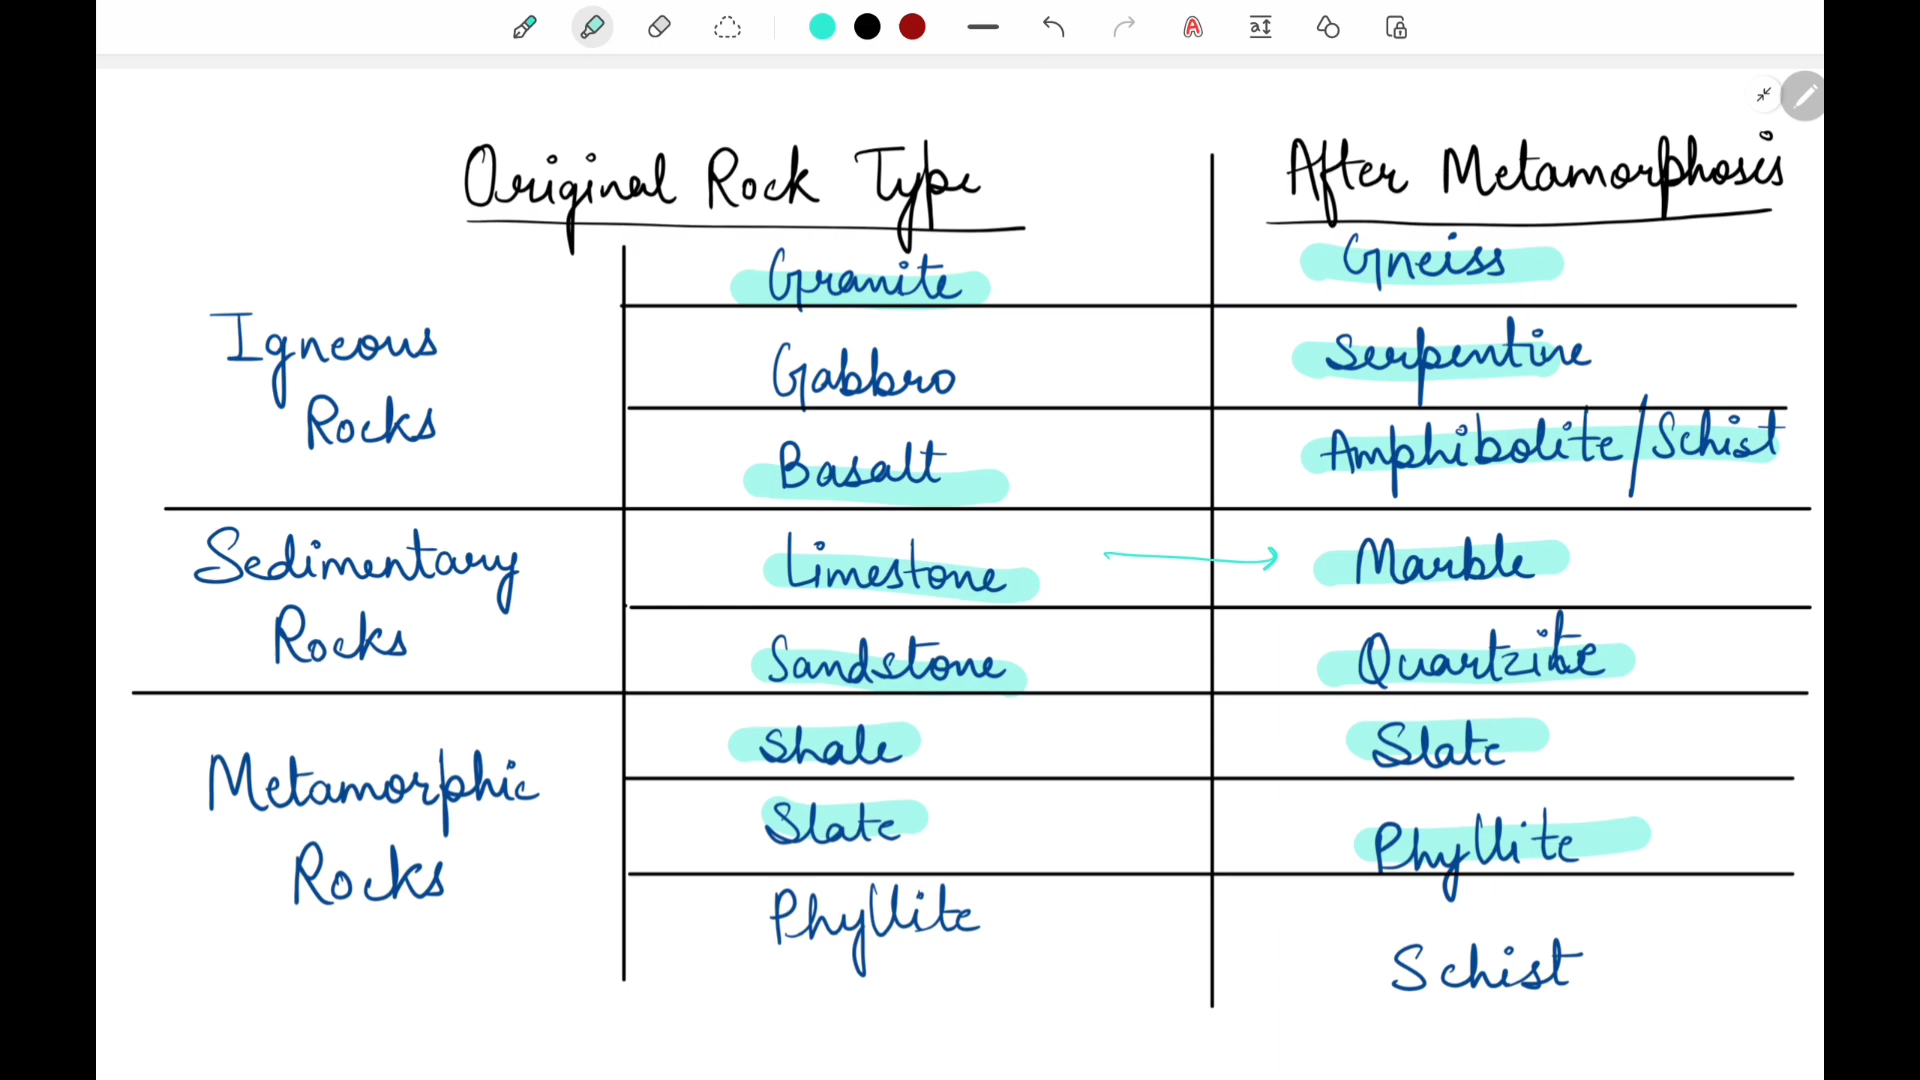 Original Rock Type
After Metamorphosis
Igneous
Rocks
Granite
Gneiss
Gabbro
Serpentine
Basalt
Amphibolite/Schist
Sedimentary
Rocks
Limestone
Marble
Sandstone
Quartzite
Metamorphic
Rocks
Shale
Slate
Slate
Phyllite
Phyllite
Schist